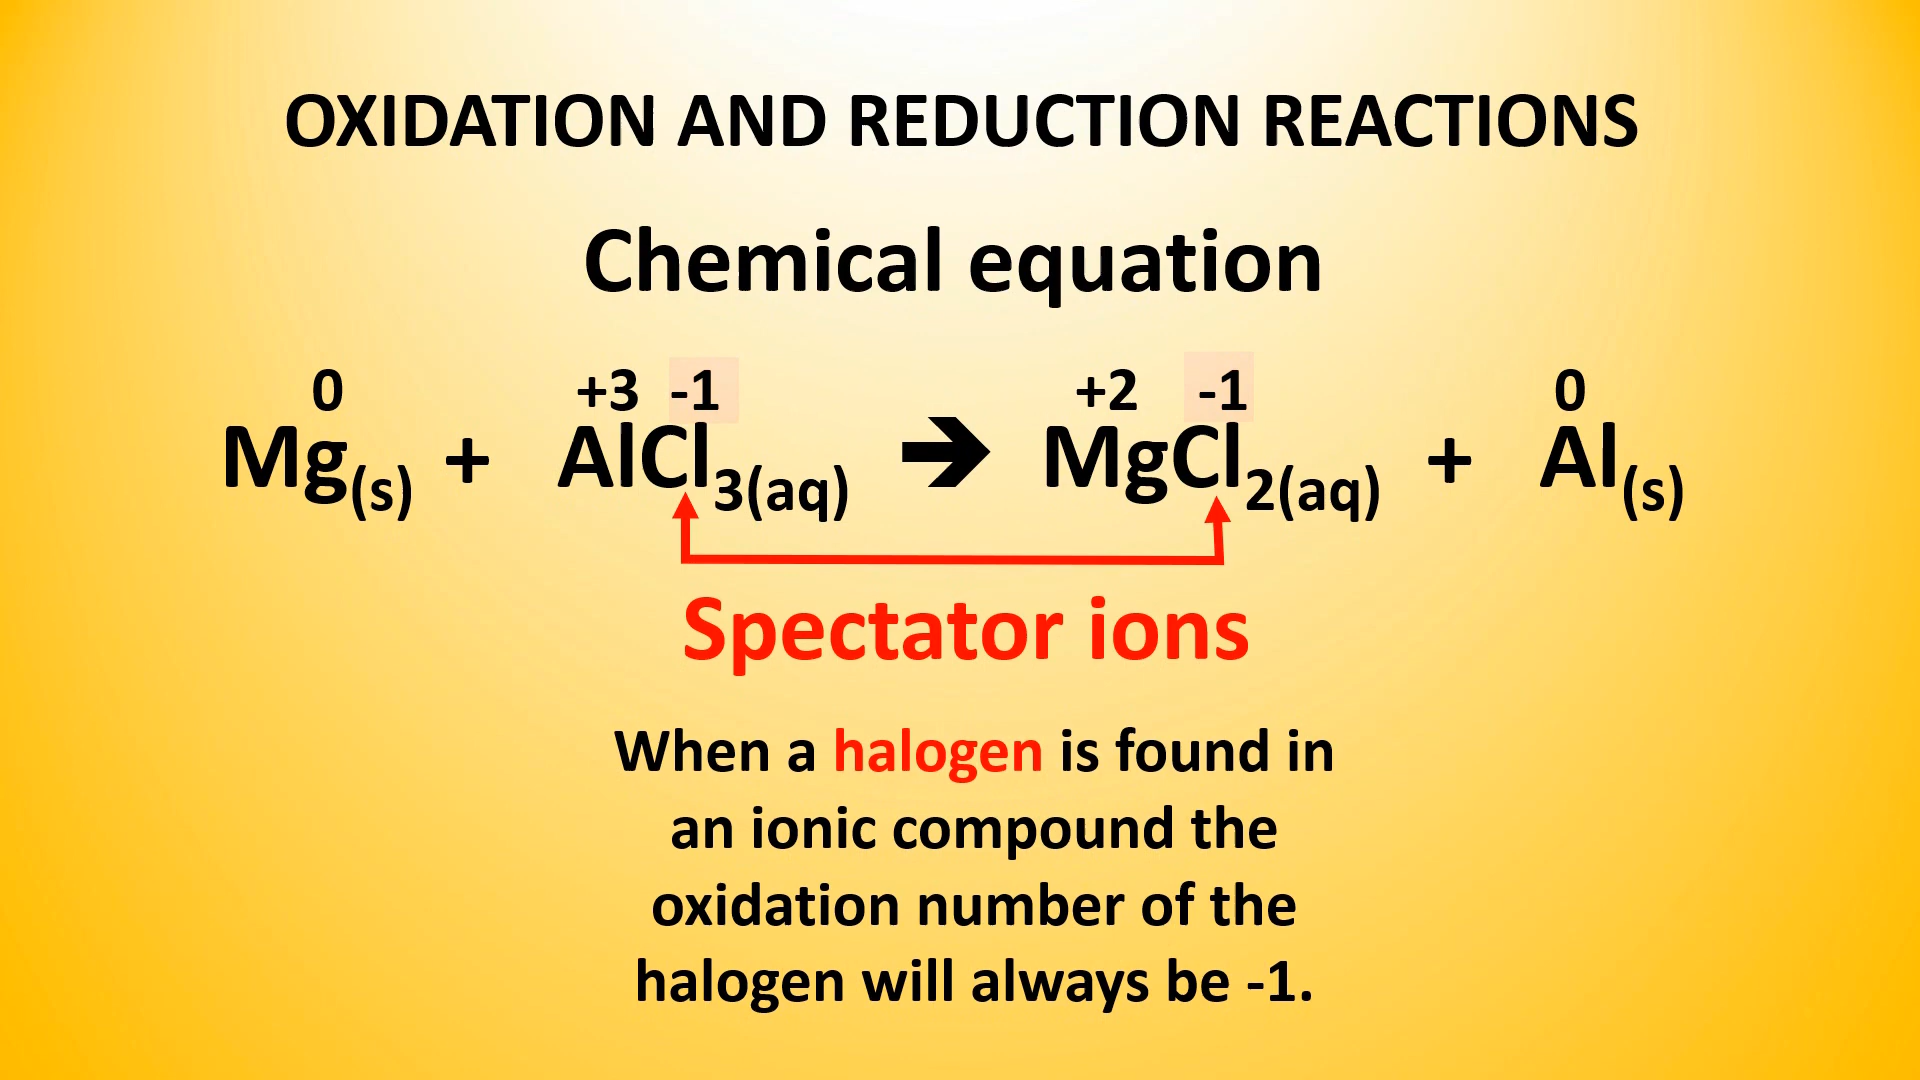 OXIDATION AND REDUCTION REACTIONS
Chemical equation
0 +3 -1 +2 -1 0
Mg(s) + AlCl3(aq) 🡲 MgCl2(aq) + Al(s)
Spectator ions
When a halogen is found in
an ionic compound the
oxidation number of the
halogen will always be -1.